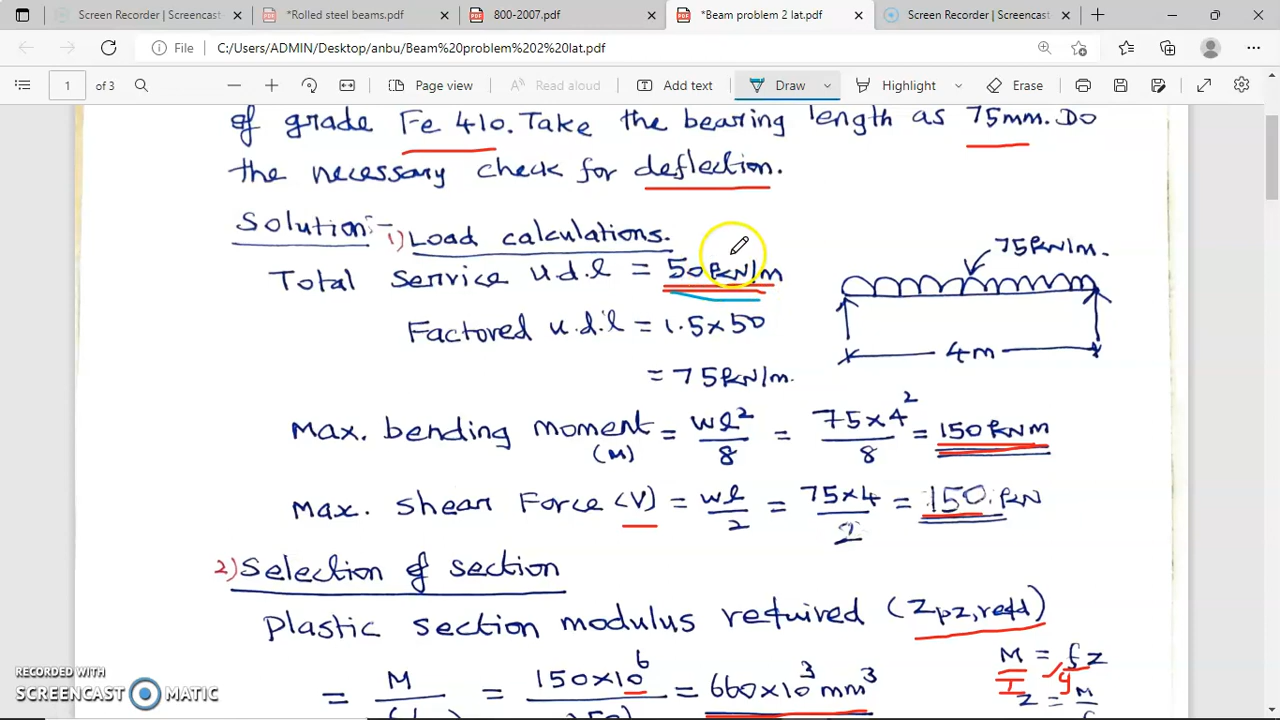 Screen Recorder | Screencast
*Rolled steel beams.pdf
800-2007.pdf
*Beam problem 2 lat.pdf
Screen Recorder | Screencast
File
C:/Users/ADMIN/Desktop/anbu/Beam%20problem%202%20lat.pdf
1
of 3
Page view
Read aloud
Add text
Draw
Highlight
Erase
of grade Fe 410. Take the bearing length as 75mm. Do
the necessary check for deflection.
Solution:-
1) Load calculations.
75kN/m.
Total service u.d.l = 50kN/m
Factored u.d.l = 1.5×50
= 75kN/m.
4m
Max. bending moment (M) = wl²/8 = 75×4²/8 = 150kNm
Max. shear Force (V) = wl/2 = 75×4/2 = 150 kN
2) Selection of section
Plastic section modulus required (Zpz,reqd)
M/I = f/y
Z = M/f
= M = 150×10⁶ = 660×10³ mm³
RECORDED WITH
SCREENCAST MATIC